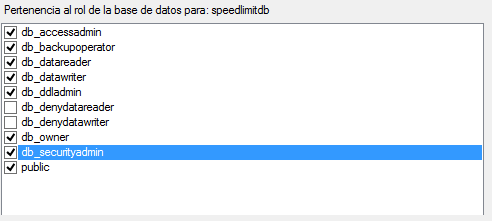 Pertenencia al rol de la base de datos para: speedlimitdb
db_accessadmin
db_backupoperator
db_datareader
db_datawriter
db_ddladmin
db_denydatareader
db_denydatawriter
db_owner
db_securityadmin
public